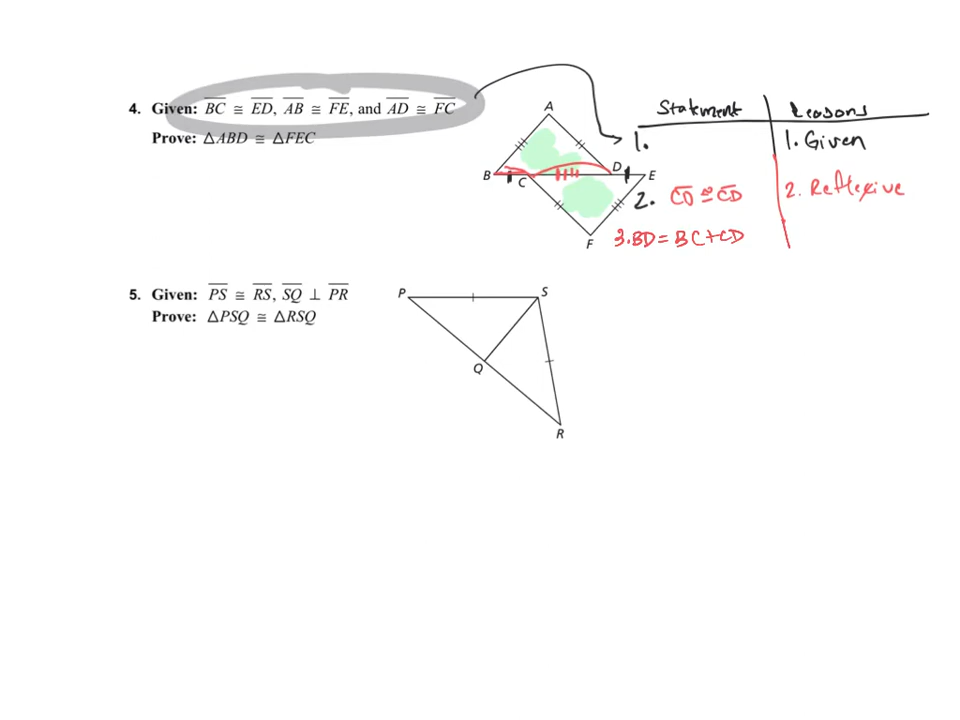 4. Given: BC ≅ ED, AB ≅ FE, and AD ≅ FC
Prove: △ABD ≅ △FEC
A
B
C
D
E
F
Statement Reasons
1. 1. Given
2. CD ≅ CD 2. Reflexive
3. BD = BC + CD
5. Given: PS ≅ RS, SQ ⊥ PR
Prove: △PSQ ≅ △RSQ
P
S
Q
R